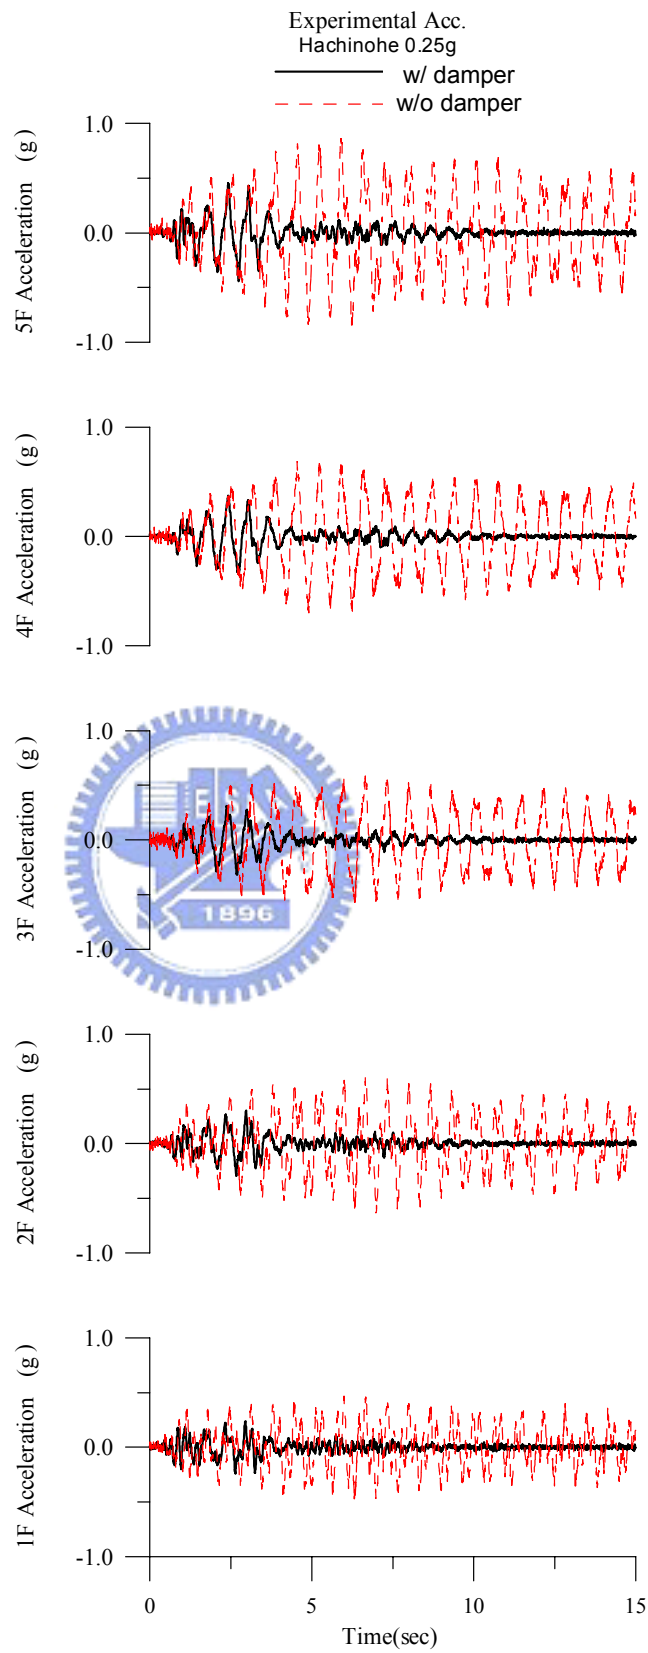 Experimental Acc.
Hachinohe 0.25g
w/ damper
w/o damper
5F Acceleration (g)
1.0
0.0
-1.0
4F Acceleration (g)
1.0
0.0
-1.0
3F Acceleration (g)
1.0
0.0
-1.0
1896
2F Acceleration (g)
1.0
0.0
-1.0
1F Acceleration (g)
1.0
0.0
-1.0
0 5 10 15
Time(sec)